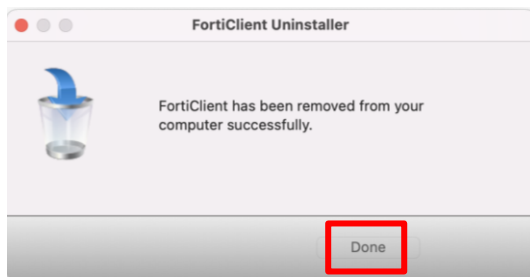 FortiClient Uninstaller
FortiClient has been removed from your
computer successfully.
Done